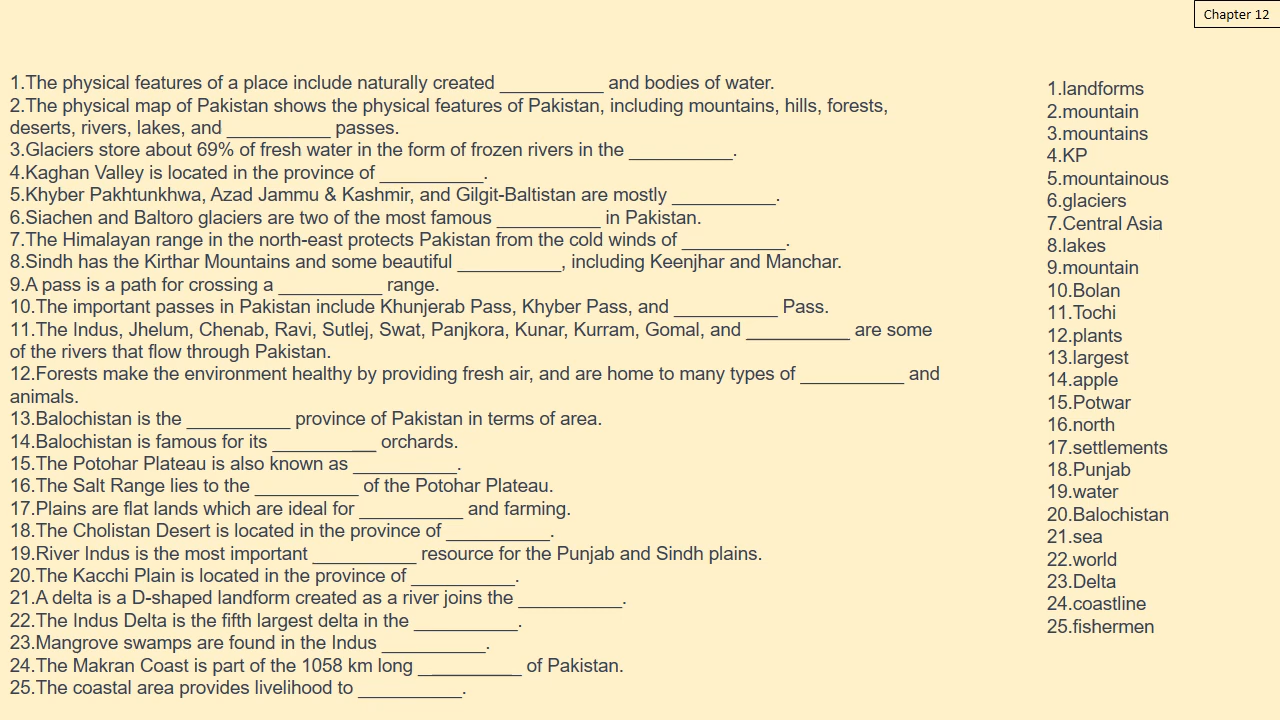 Chapter 12
1.The physical features of a place include naturally created __________ and bodies of water.
2.The physical map of Pakistan shows the physical features of Pakistan, including mountains, hills, forests,
deserts, rivers, lakes, and __________ passes.
3.Glaciers store about 69% of fresh water in the form of frozen rivers in the __________.
4.Kaghan Valley is located in the province of __________.
5.Khyber Pakhtunkhwa, Azad Jammu & Kashmir, and Gilgit-Baltistan are mostly __________.
6.Siachen and Baltoro glaciers are two of the most famous __________ in Pakistan.
7.The Himalayan range in the north-east protects Pakistan from the cold winds of __________.
8.Sindh has the Kirthar Mountains and some beautiful __________, including Keenjhar and Manchar.
9.A pass is a path for crossing a __________ range.
10.The important passes in Pakistan include Khunjerab Pass, Khyber Pass, and __________ Pass.
11.The Indus, Jhelum, Chenab, Ravi, Sutlej, Swat, Panjkora, Kunar, Kurram, Gomal, and __________ are some
of the rivers that flow through Pakistan.
12.Forests make the environment healthy by providing fresh air, and are home to many types of __________ and
animals.
13.Balochistan is the __________ province of Pakistan in terms of area.
14.Balochistan is famous for its __________ orchards.
15.The Potohar Plateau is also known as __________.
16.The Salt Range lies to the __________ of the Potohar Plateau.
17.Plains are flat lands which are ideal for __________ and farming.
18.The Cholistan Desert is located in the province of __________.
19.River Indus is the most important __________ resource for the Punjab and Sindh plains.
20.The Kacchi Plain is located in the province of __________.
21.A delta is a D-shaped landform created as a river joins the __________.
22.The Indus Delta is the fifth largest delta in the __________.
23.Mangrove swamps are found in the Indus __________.
24.The Makran Coast is part of the 1058 km long __________ of Pakistan.
25.The coastal area provides livelihood to __________.
1.landforms
2.mountain
3.mountains
4.KP
5.mountainous
6.glaciers
7.Central Asia
8.lakes
9.mountain
10.Bolan
11.Tochi
12.plants
13.largest
14.apple
15.Potwar
16.north
17.settlements
18.Punjab
19.water
20.Balochistan
21.sea
22.world
23.Delta
24.coastline
25.fishermen